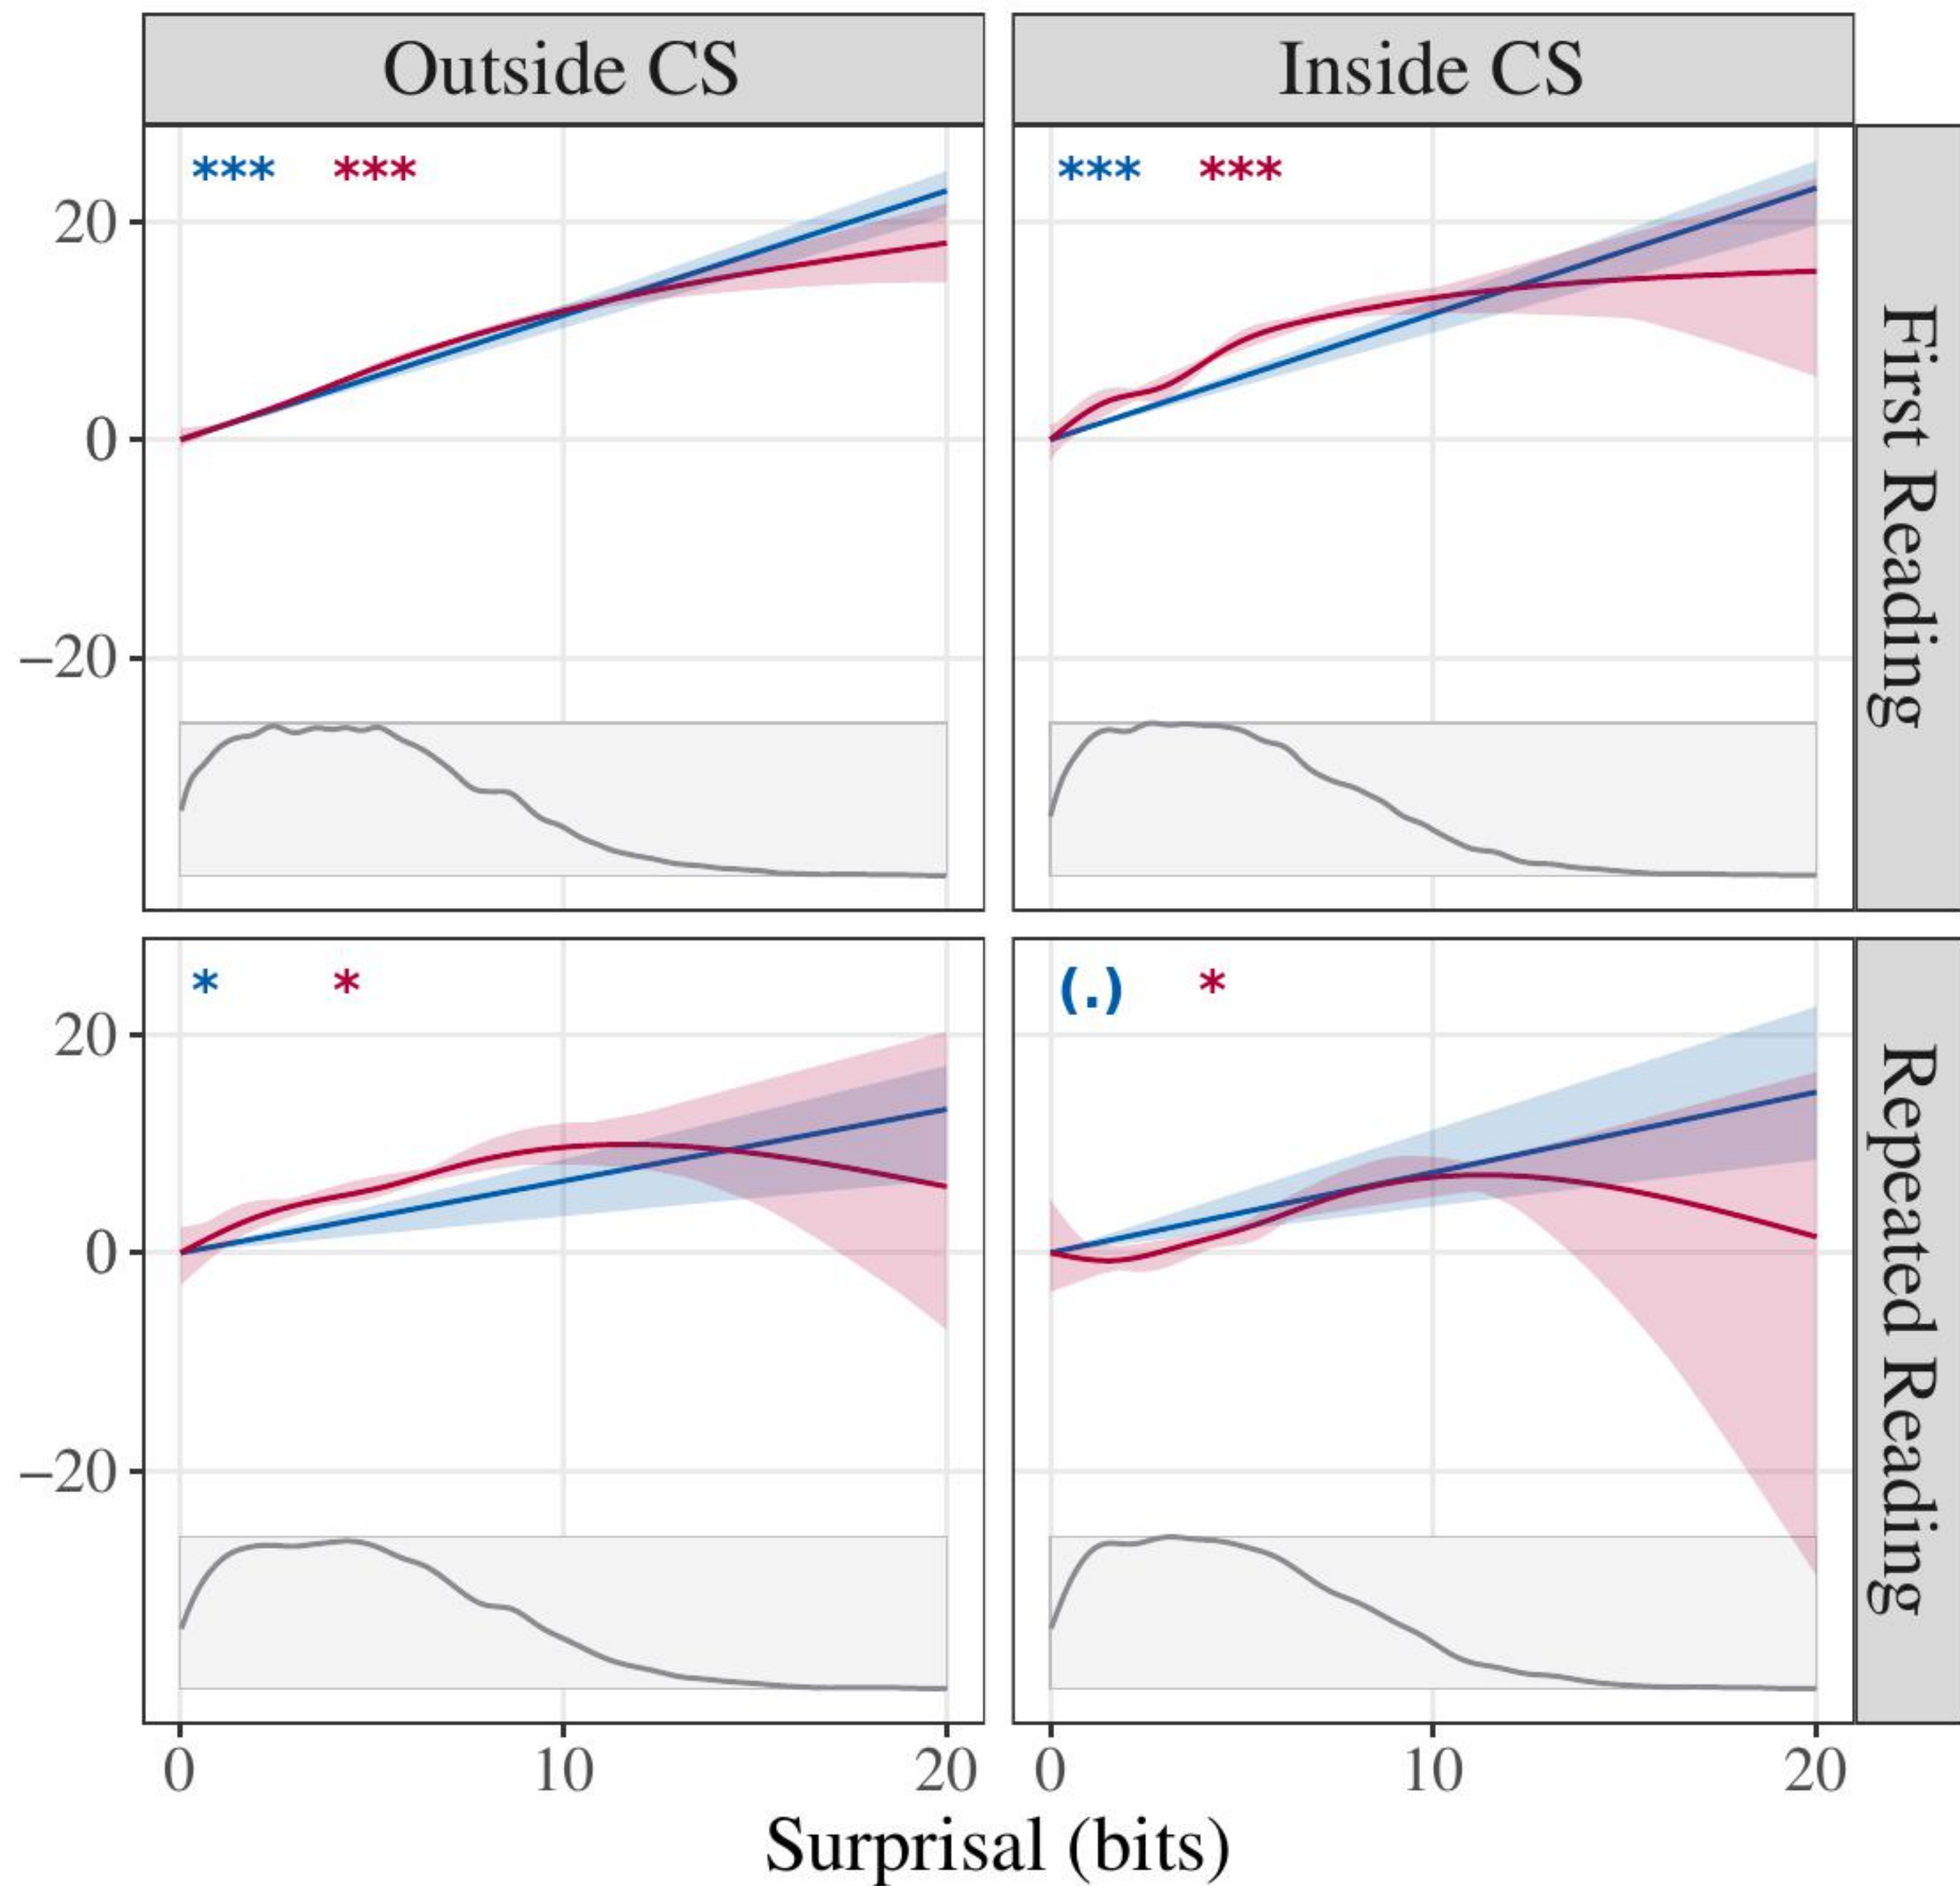 Outside CS
Inside CS
*** ***
*** ***
20
0
−20
First Reading
* *
(.) *
20
0
−20
Repeated Reading
0 10 20
0 10 20
Surprisal (bits)